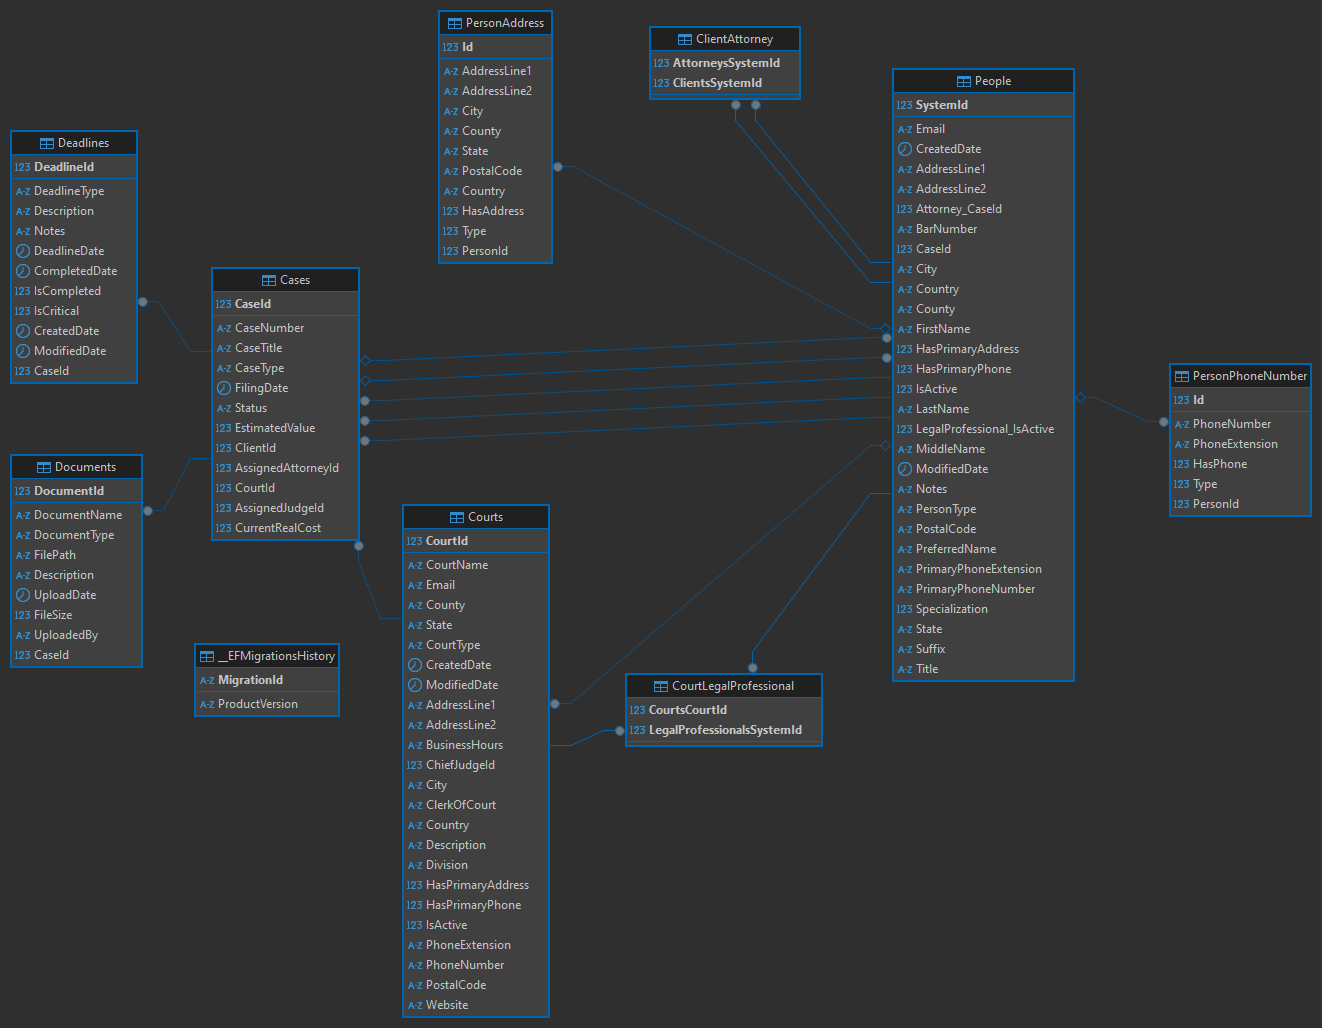 PersonAddress
123 Id
A-Z AddressLine1
A-Z AddressLine2
A-Z City
A-Z County
A-Z State
A-Z PostalCode
A-Z Country
123 HasAddress
123 Type
123 PersonId
ClientAttorney
123 AttorneysSystemId
123 ClientsSystemId
People
123 SystemId
A-Z Email
CreatedDate
A-Z AddressLine1
A-Z AddressLine2
123 Attorney_CaseId
A-Z BarNumber
123 CaseId
A-Z City
A-Z Country
A-Z County
A-Z FirstName
123 HasPrimaryAddress
123 HasPrimaryPhone
123 IsActive
A-Z LastName
123 LegalProfessional_IsActive
A-Z MiddleName
ModifiedDate
A-Z Notes
A-Z PersonType
A-Z PostalCode
A-Z PreferredName
A-Z PrimaryPhoneExtension
A-Z PrimaryPhoneNumber
123 Specialization
A-Z State
A-Z Suffix
A-Z Title
Deadlines
123 DeadlineId
A-Z DeadlineType
A-Z Description
A-Z Notes
DeadlineDate
CompletedDate
123 IsCompleted
123 IsCritical
CreatedDate
ModifiedDate
123 CaseId
Cases
123 CaseId
A-Z CaseNumber
A-Z CaseTitle
A-Z CaseType
FilingDate
A-Z Status
123 EstimatedValue
123 ClientId
123 AssignedAttorneyId
123 CourtId
123 AssignedJudgeId
123 CurrentRealCost
PersonPhoneNumber
123 Id
A-Z PhoneNumber
A-Z PhoneExtension
123 HasPhone
123 Type
123 PersonId
Documents
123 DocumentId
A-Z DocumentName
A-Z DocumentType
A-Z FilePath
A-Z Description
UploadDate
123 FileSize
A-Z UploadedBy
123 CaseId
Courts
123 CourtId
A-Z CourtName
A-Z Email
A-Z County
A-Z State
A-Z CourtType
CreatedDate
ModifiedDate
A-Z AddressLine1
A-Z AddressLine2
A-Z BusinessHours
123 ChiefJudgeId
A-Z City
A-Z ClerkOfCourt
A-Z Country
A-Z Description
A-Z Division
123 HasPrimaryAddress
123 HasPrimaryPhone
123 IsActive
A-Z PhoneExtension
A-Z PhoneNumber
A-Z PostalCode
A-Z Website
__EFMigrationsHistory
A-Z MigrationId
A-Z ProductVersion
CourtLegalProfessional
123 CourtsCourtId
123 LegalProfessionalsSystemId